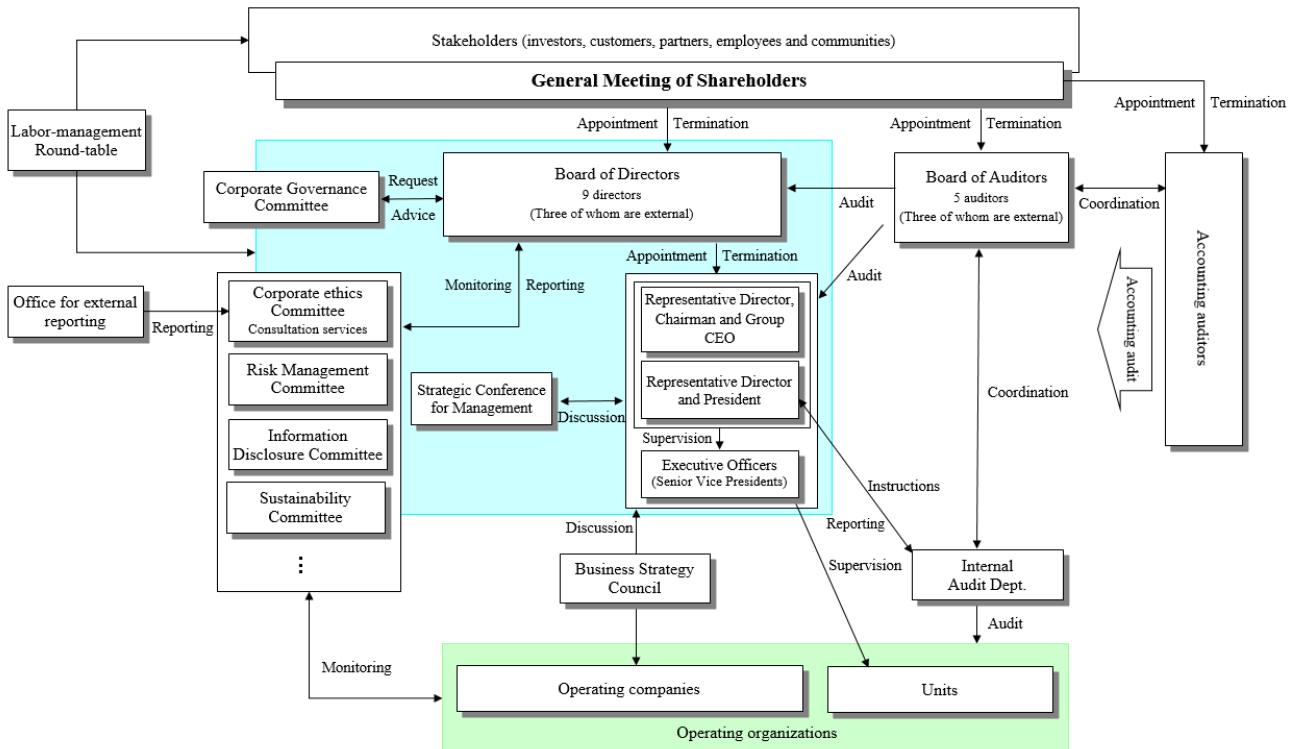 Stakeholders (investors, customers, partners, employees and communities)
General Meeting of Shareholders
Labor-management
Round-table
Appointment
Termination
Appointment
Termination
Appointment
Termination
Corporate Governance
Committee
Request
Advice
Board of Directors
9 directors
(Three of whom are external)
Audit
Board of Auditors
5 auditors
(Three of whom are external)
Coordination
Accounting auditors
Accounting audit
Appointment
Termination
Monitoring
Reporting
Audit
Office for external
reporting
Reporting
Corporate ethics
Committee
Consultation services
Risk Management
Committee
Information
Disclosure Committee
Sustainability
Committee
...
Representative Director,
Chairman and Group
CEO
Representative Director
and President
Strategic Conference
for Management
Discussion
Supervision
Executive Officers
(Senior Vice Presidents)
Coordination
Instructions
Reporting
Discussion
Supervision
Business Strategy
Council
Internal
Audit Dept.
Audit
Monitoring
Operating companies
Units
Operating organizations